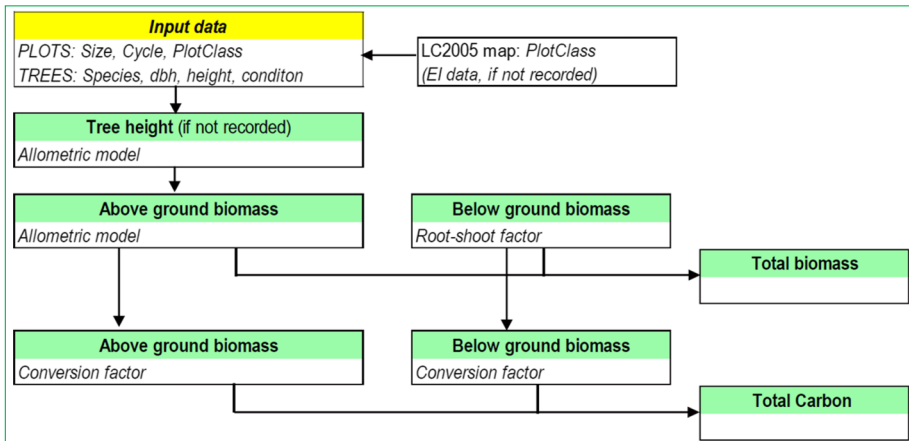 Input data
PLOTS: Size, Cycle, PlotClass
TREES: Species, dbh, height, conditon
LC2005 map: PlotClass
(EI data, if not recorded)
Tree height (if not recorded)
Allometric model
Above ground biomass
Allometric model
Below ground biomass
Root-shoot factor
Total biomass
Above ground biomass
Conversion factor
Below ground biomass
Conversion factor
Total Carbon